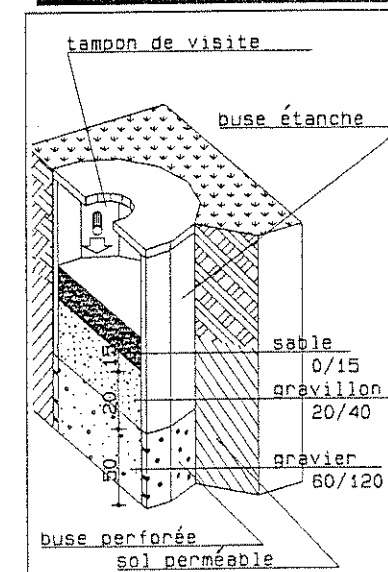 tampon de visite
buse étanche
sable
0/15
15
gravillon
20/40
20
gravier
60/120
50
buse perforée
sol perméable